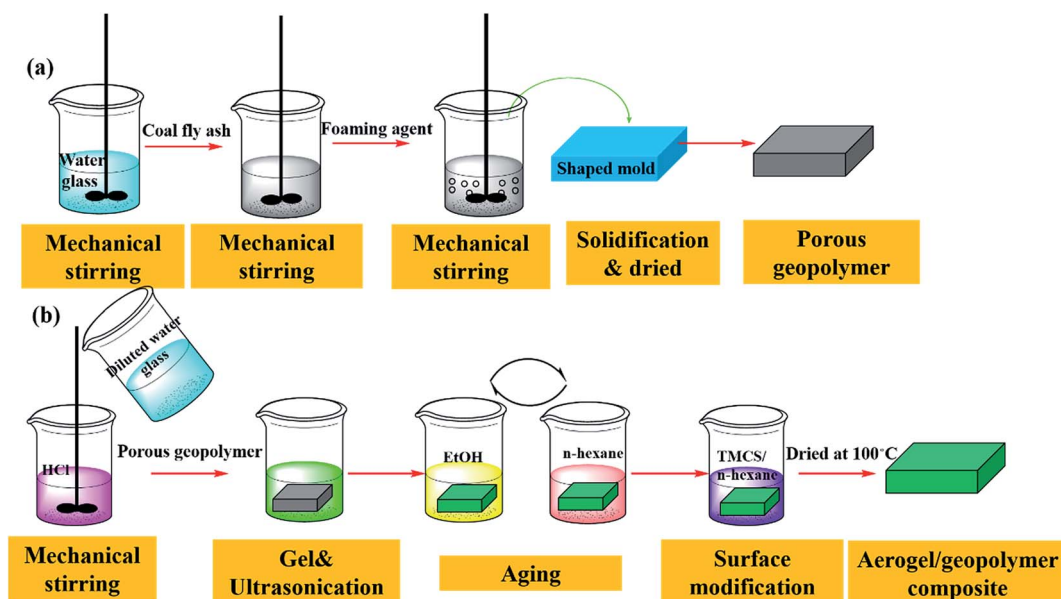 (a)
Coal fly ash
Foaming agent
Water
glass
Shaped mold
Mechanical
stirring
Mechanical
stirring
Mechanical
stirring
Solidification
& dried
Porous
geopolymer
(b)
Diluted water
glass
HCl
Porous geopolymer
EtOH
n-hexane
TMCS/
n-hexane
Dried at 100°C
Mechanical
stirring
Gel&
Ultrasonication
Aging
Surface
modification
Aerogel/geopolymer
composite